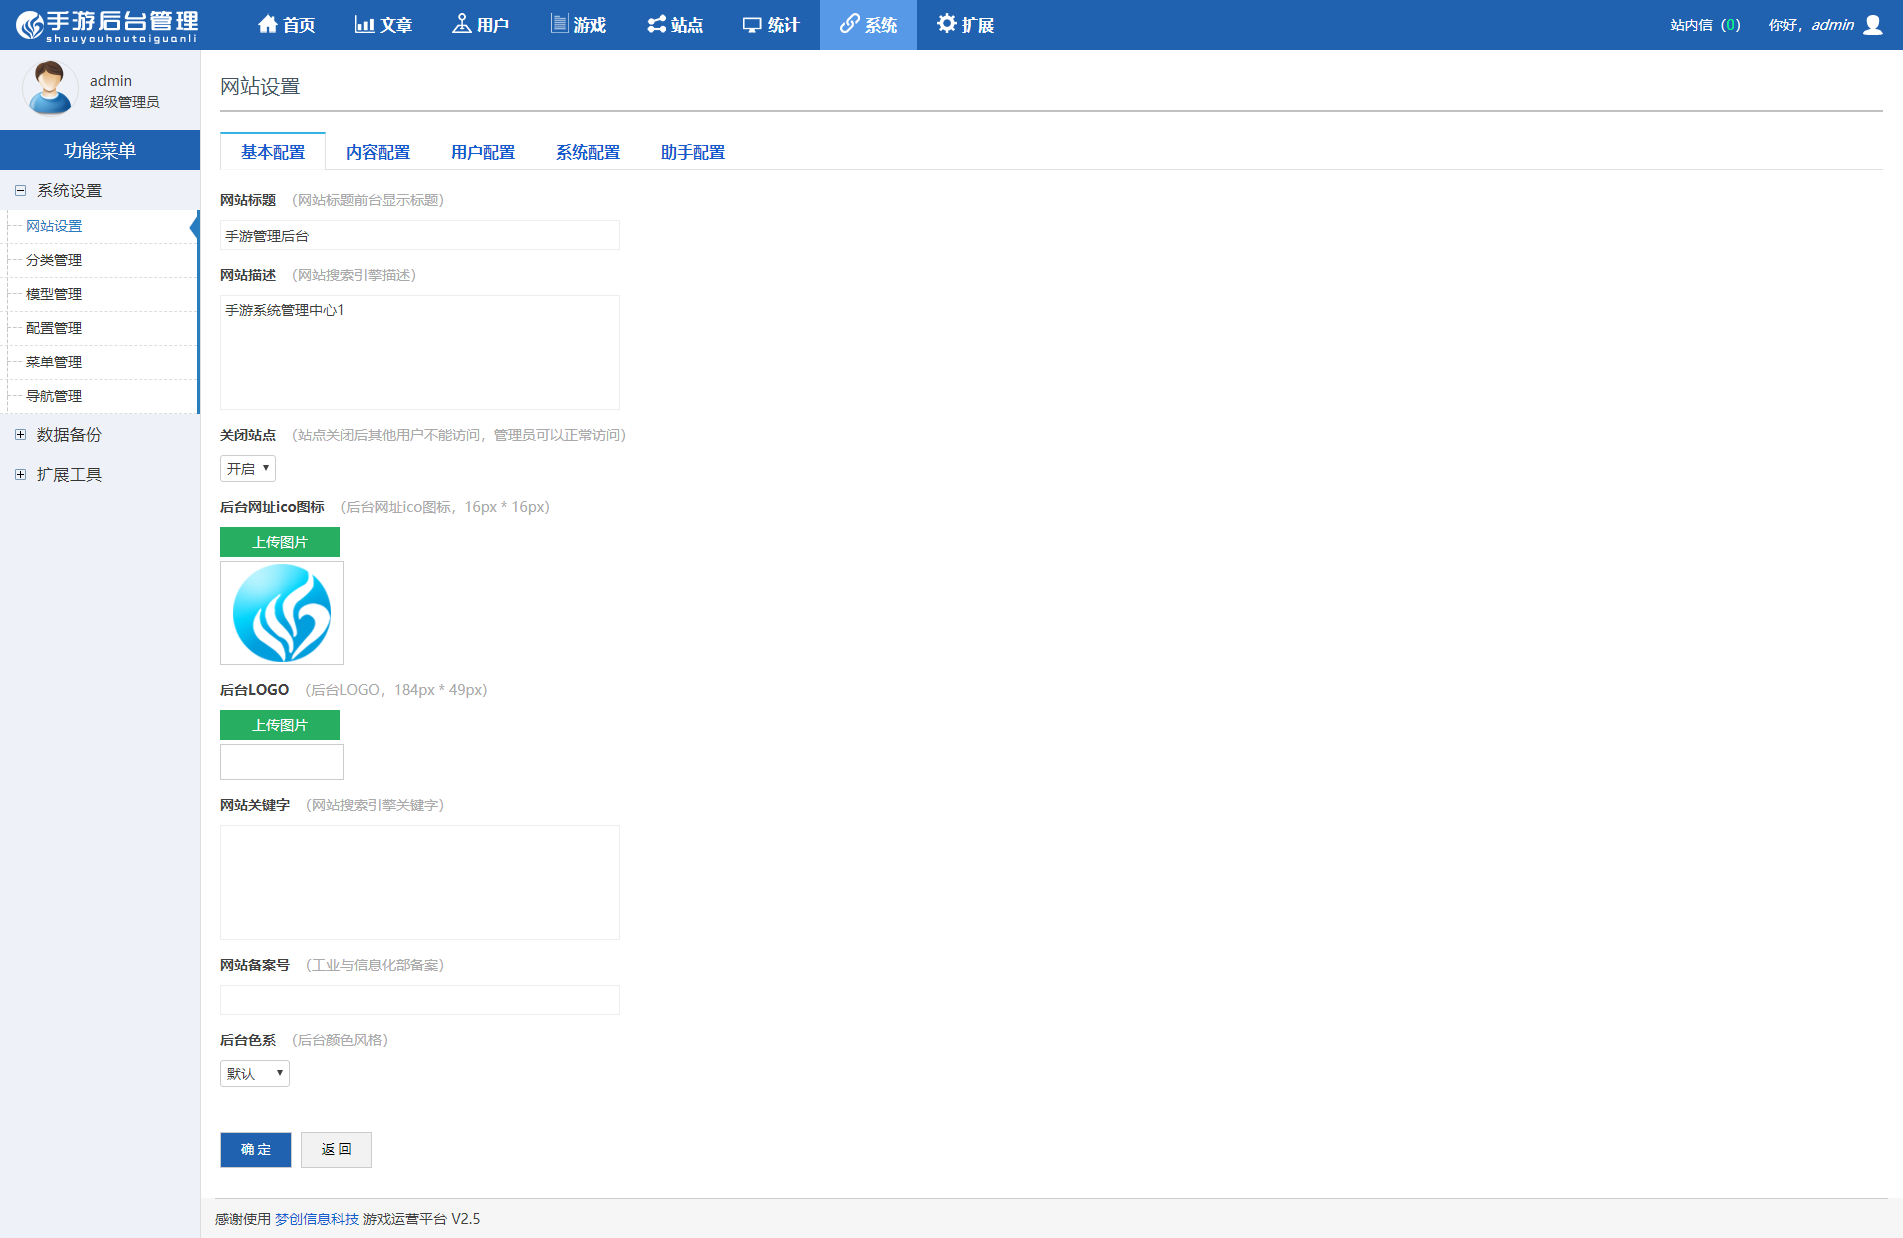 手游后台管理
shouyouhoutaiguanli
首页 文章 用户 游戏 站点 统计 系统 扩展
站内信（0） 你好，admin
admin
超级管理员
功能菜单
系统设置
网站设置
分类管理
模型管理
配置管理
菜单管理
导航管理
数据备份
扩展工具
网站设置
基本配置 内容配置 用户配置 系统配置 助手配置
网站标题 （网站标题前台显示标题）
手游管理后台
网站描述 （网站搜索引擎描述）
手游系统管理中心1
关闭站点 （站点关闭后其他用户不能访问，管理员可以正常访问）
开启
后台网址ico图标 （后台网址ico图标，16px * 16px）
上传图片
后台LOGO （后台LOGO，184px * 49px）
上传图片
网站关键字 （网站搜索引擎关键字）
网站备案号 （工业与信息化部备案）
后台色系 （后台颜色风格）
默认
确 定 返 回
感谢使用 梦创信息科技 游戏运营平台 V2.5